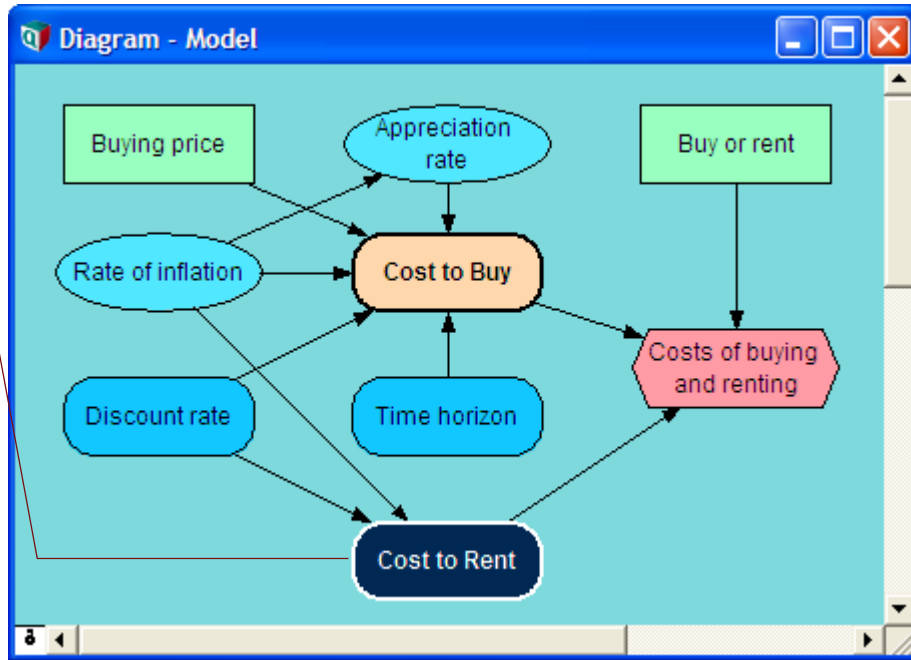 Diagram - Model
Buying price
Appreciation
rate
Buy or rent
Rate of inflation
Cost to Buy
Costs of buying
and renting
Discount rate
Time horizon
Cost to Rent